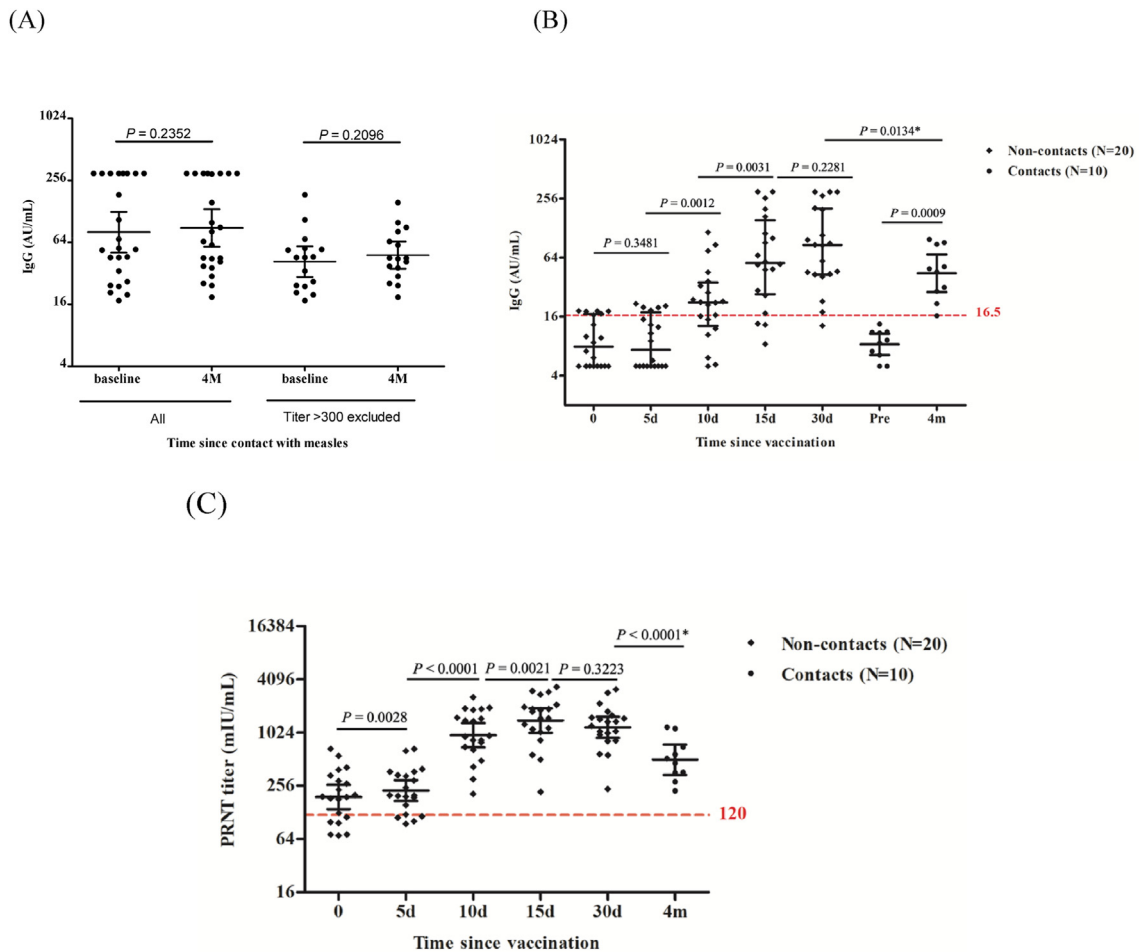 (A)
(B)
1024
256
64
16
4
IgG (AU/mL)
P = 0.2352
P = 0.2096
baseline
4M
baseline
4M
All
Titer >300 excluded
Time since contact with measles
1024
256
64
16
4
IgG (AU/mL)
P = 0.3481
P = 0.0012
P = 0.0031
P = 0.2281
P = 0.0134*
P = 0.0009
16.5
Non-contacts (N=20)
Contacts (N=10)
0
5d
10d
15d
30d
Pre
4m
Time since vaccination
(C)
16384
4096
1024
256
64
16
PRNT titer (mIU/mL)
P = 0.0028
P < 0.0001
P = 0.0021
P = 0.3223
P < 0.0001*
120
Non-contacts (N=20)
Contacts (N=10)
0
5d
10d
15d
30d
4m
Time since vaccination